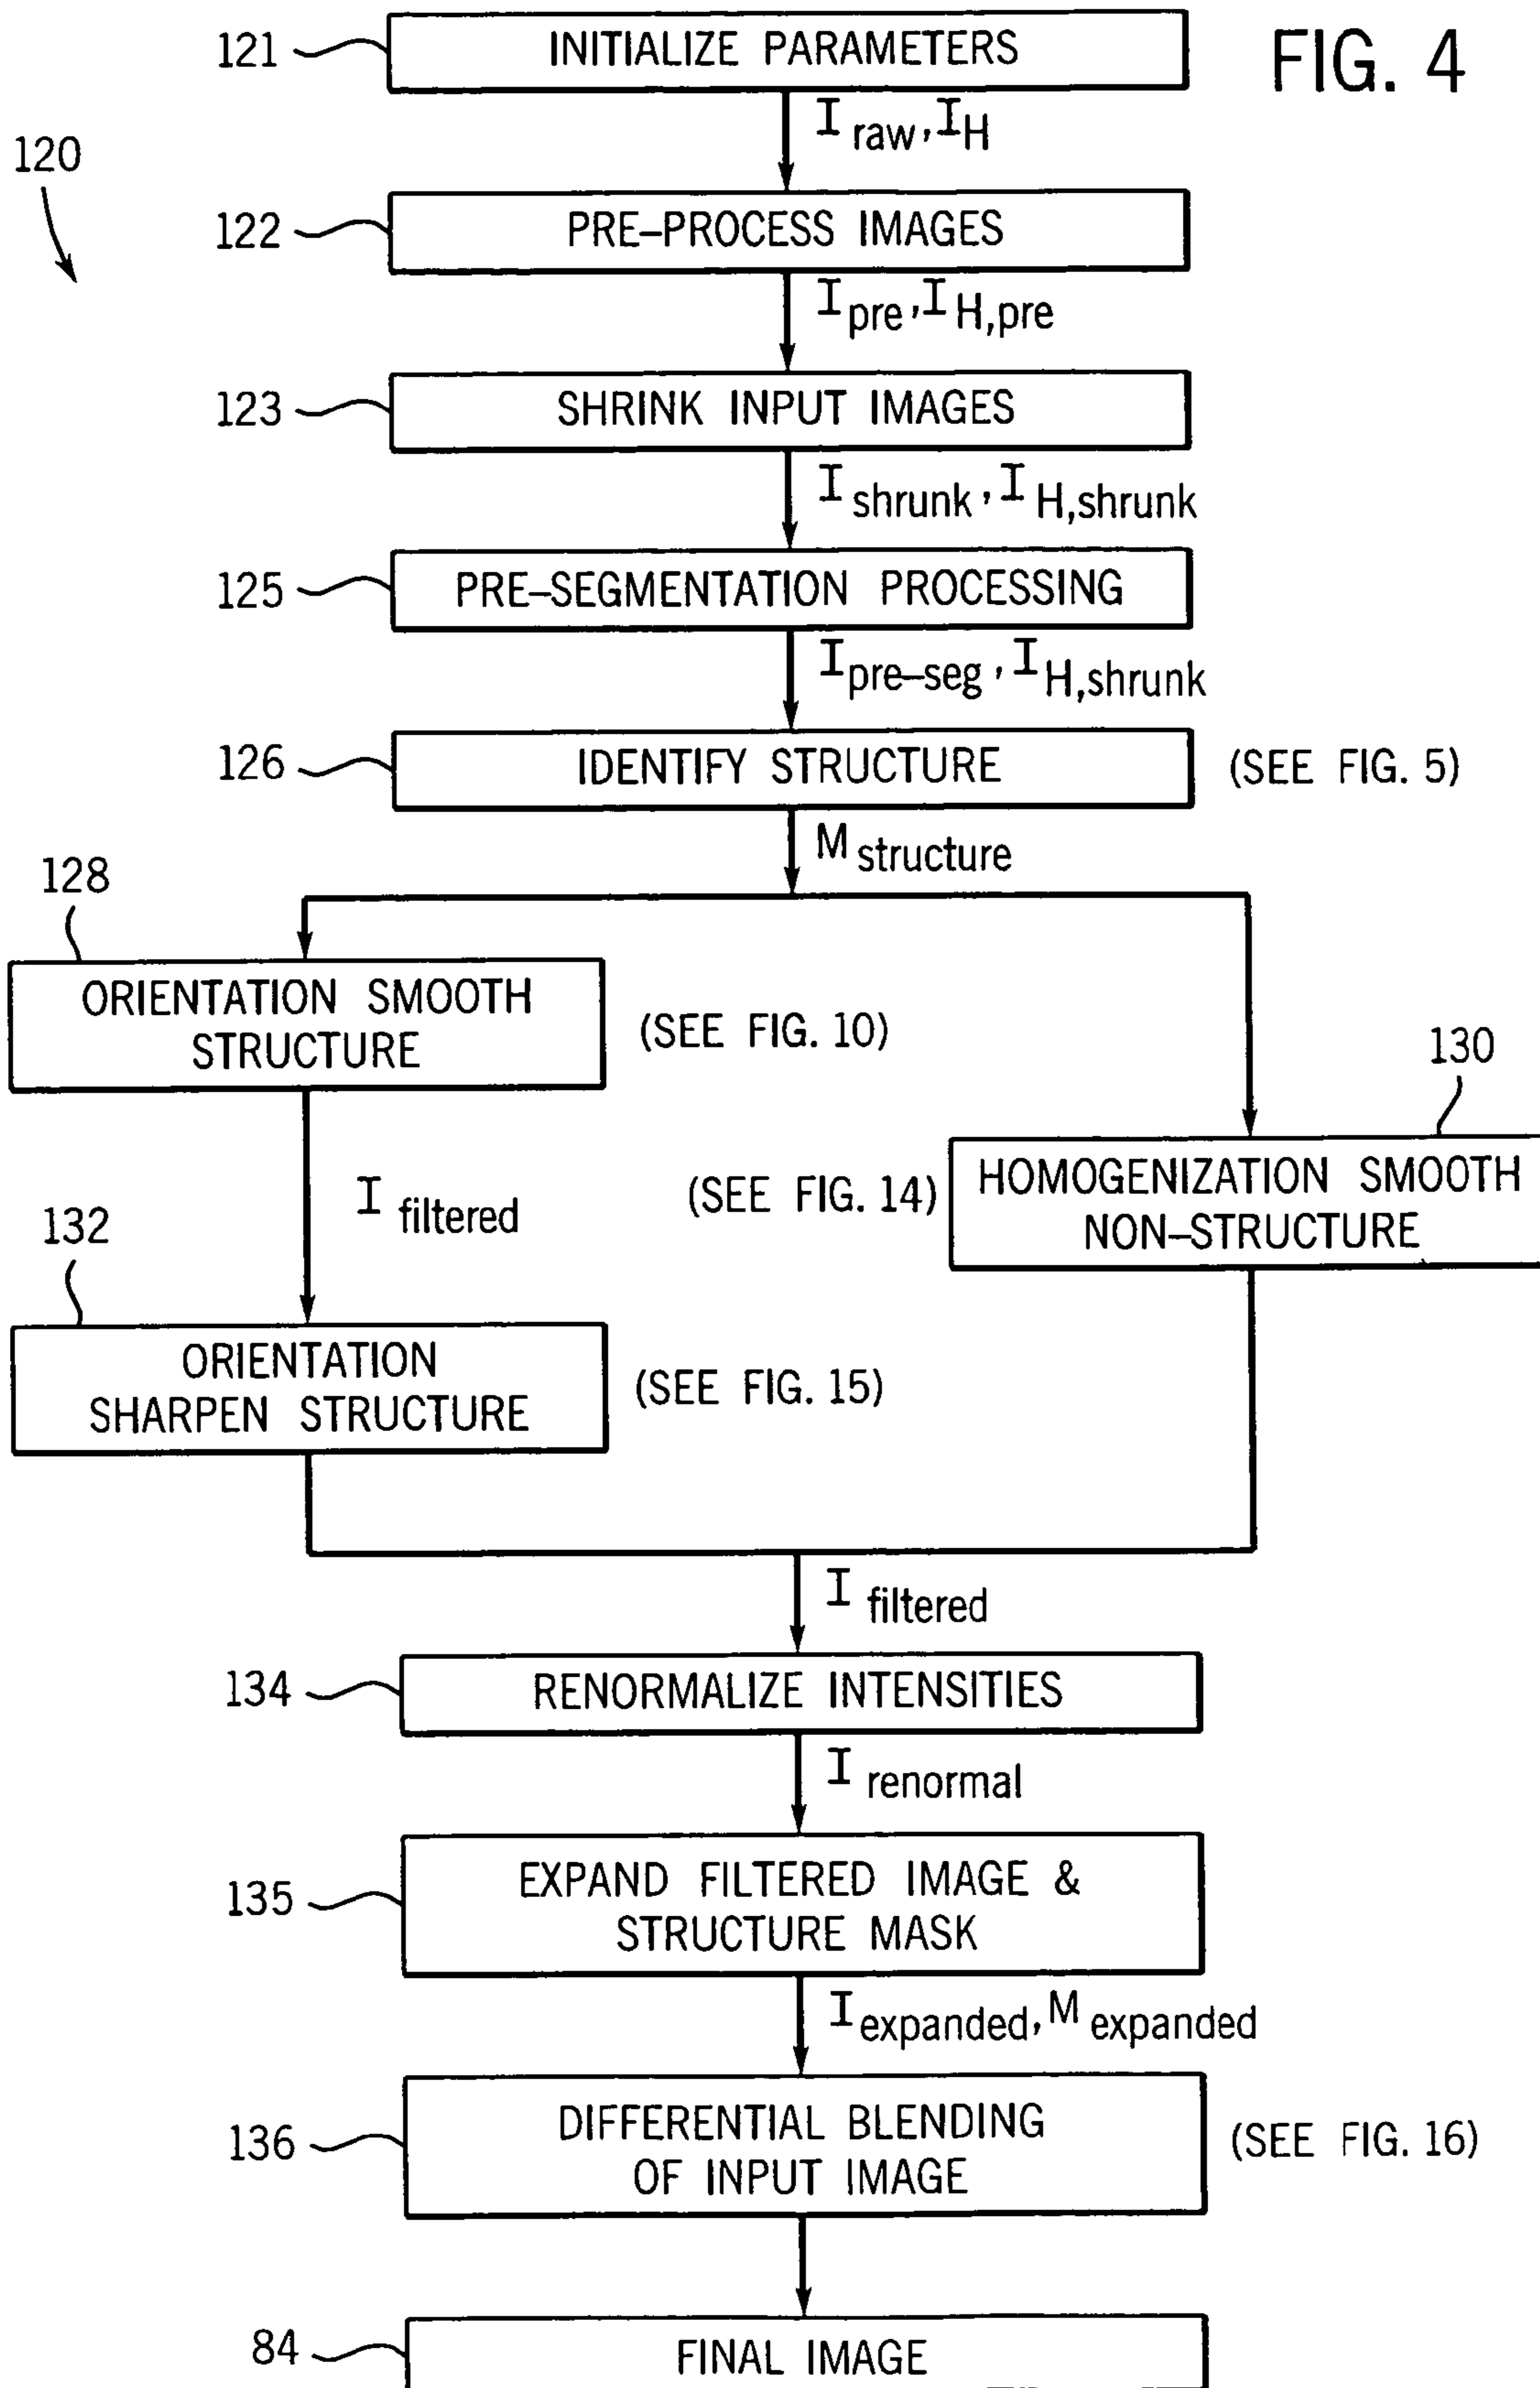 FIG. 4
120
121
INITIALIZE PARAMETERS
I raw, I H
122
PRE–PROCESS IMAGES
I pre, I H,pre
123
SHRINK INPUT IMAGES
I shrunk, I H,shrunk
125
PRE–SEGMENTATION PROCESSING
I pre–seg, I H,shrunk
126
IDENTIFY STRUCTURE
(SEE FIG. 5)
M structure
128
ORIENTATION SMOOTH
STRUCTURE
(SEE FIG. 10)
130
(SEE FIG. 14)
HOMOGENIZATION SMOOTH
NON–STRUCTURE
I filtered
132
ORIENTATION
SHARPEN STRUCTURE
(SEE FIG. 15)
I filtered
134
RENORMALIZE INTENSITIES
I renormal
135
EXPAND FILTERED IMAGE &
STRUCTURE MASK
I expanded, M expanded
136
DIFFERENTIAL BLENDING
OF INPUT IMAGE
(SEE FIG. 16)
84
FINAL IMAGE